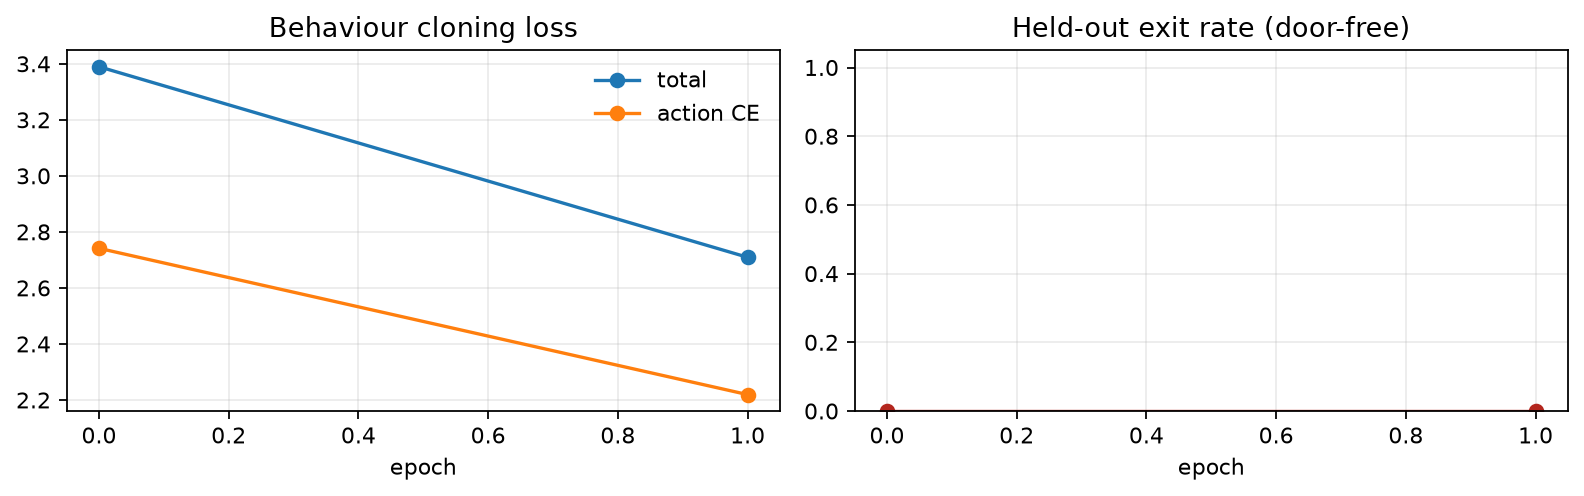 Behaviour cloning loss
3.4
3.2
3.0
2.8
2.6
2.4
2.2
total
action CE
0.0 0.2 0.4 0.6 0.8 1.0
epoch
Held-out exit rate (door-free)
1.0
0.8
0.6
0.4
0.2
0.0
0.0 0.2 0.4 0.6 0.8 1.0
epoch